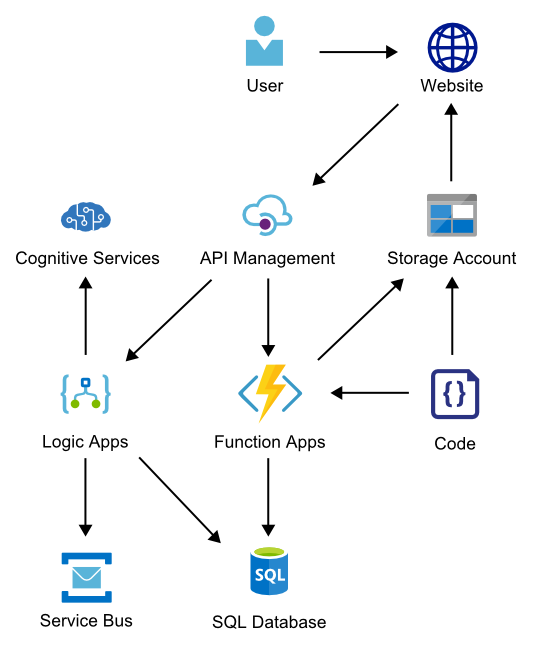 User
Website
Cognitive Services
API Management
Storage Account
Logic Apps
Function Apps
{}
Code
Service Bus
SQL
SQL Database